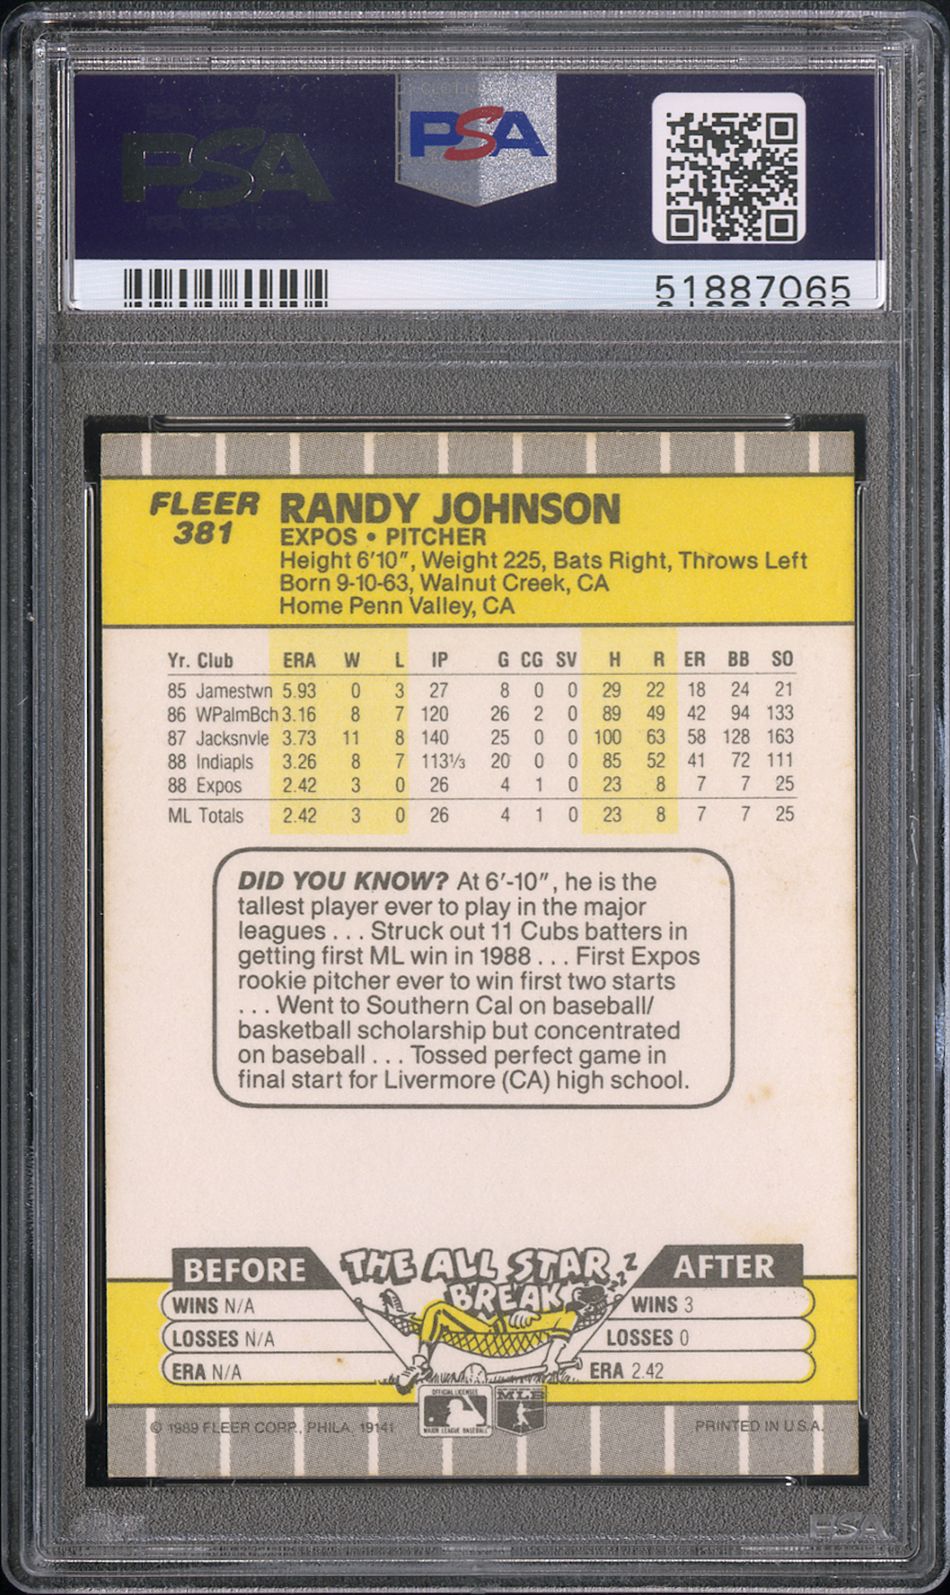 PSA
PSA
51887065
FLEER
381
RANDY JOHNSON
EXPOS • PITCHER
Height 6'10", Weight 225, Bats Right, Throws Left
Born 9-10-63, Walnut Creek, CA
Home Penn Valley, CA
Yr. Club ERA W L IP G CG SV H R ER BB SO
85 Jamestwn 5.93 0 3 27 8 0 0 29 22 18 24 21
86 WPalmBch 3.16 8 7 120 26 2 0 89 49 42 94 133
87 Jacksnvle 3.73 11 8 140 25 0 0 100 63 58 128 163
88 Indiapls 3.26 8 7 113⅓ 20 0 0 85 52 41 72 111
88 Expos 2.42 3 0 26 4 1 0 23 8 7 7 25
ML Totals 2.42 3 0 26 4 1 0 23 8 7 7 25
DID YOU KNOW? At 6'-10", he is the
tallest player ever to play in the major
leagues . . . Struck out 11 Cubs batters in
getting first ML win in 1988 . . . First Expos
rookie pitcher ever to win first two starts
. . . Went to Southern Cal on baseball/
basketball scholarship but concentrated
on baseball . . . Tossed perfect game in
final start for Livermore (CA) high school.
BEFORE THE ALL STAR BREAK Z Z Z AFTER
WINS N/A WINS 3
LOSSES N/A LOSSES 0
ERA N/A ERA 2.42
OFFICIAL LICENSEE
MAJOR LEAGUE BASEBALL
© 1989 FLEER CORP., PHILA. 19141 PRINTED IN U.S.A.
PSA